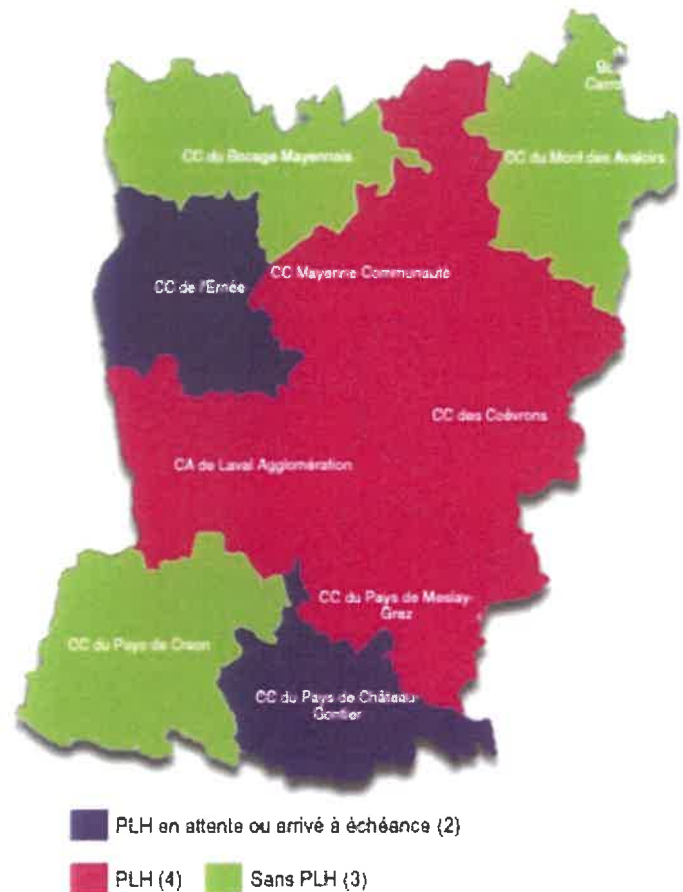 CC du Bocage Mayennais
CC du Mont des Avaloirs
CC de l'Ernée
CC Mayenne Communauté
CC des Coëvrons
CA de Laval Agglomération
CC du Pays de Meslay-
Grez
CC du Pays de Craon
CC du Pays de Château-
Gontier
PLH en attente ou arrivé à échéance (2)
PLH (4)
Sans PLH (3)